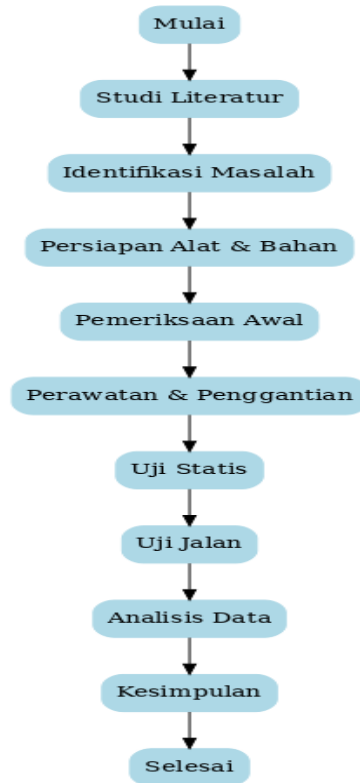 Mulai
Studi Literatur
Identifikasi Masalah
Persiapan Alat & Bahan
Pemeriksaan Awal
Perawatan & Penggantian
Uji Statis
Uji Jalan
Analisis Data
Kesimpulan
Selesai